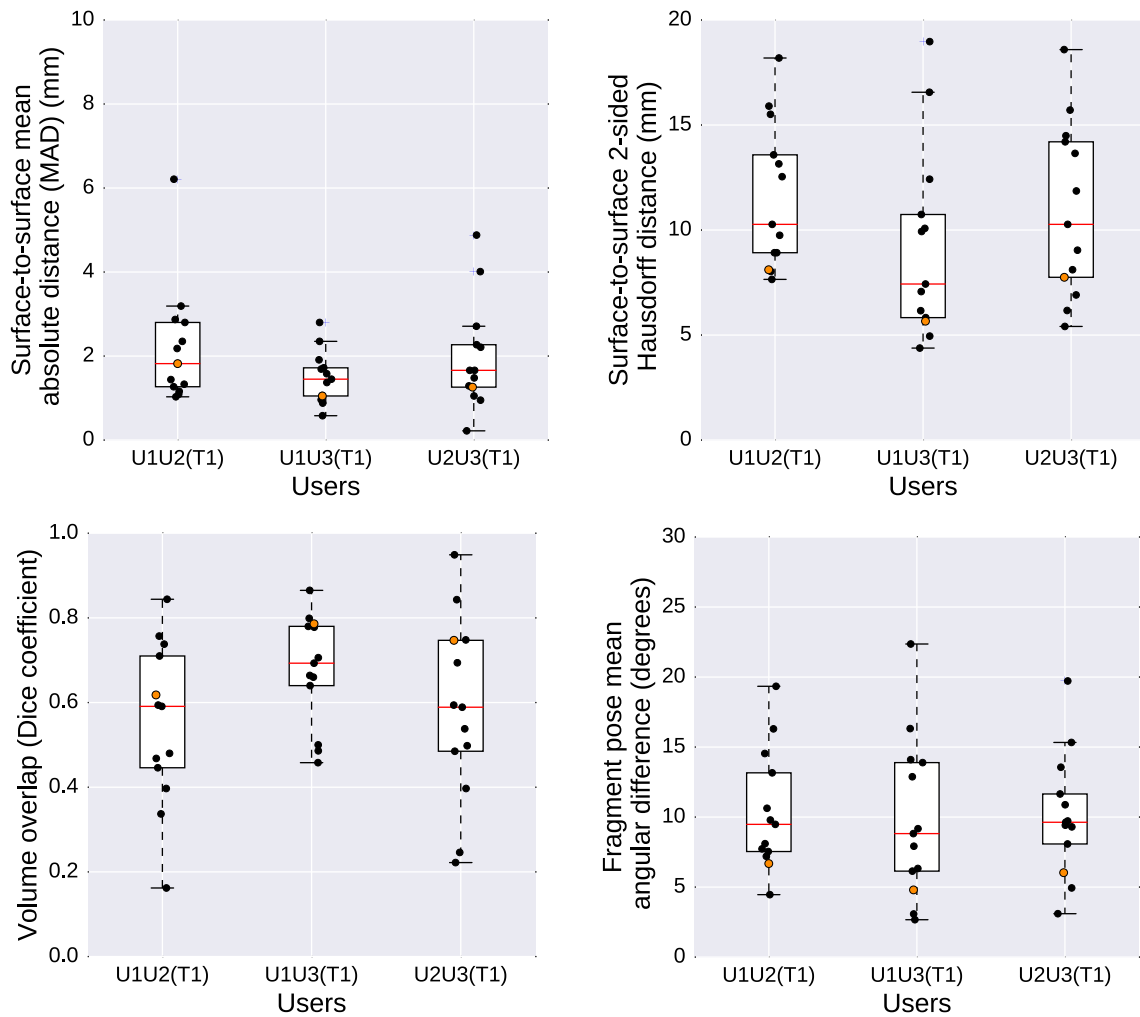 Surface-to-surface mean
absolute distance (MAD) (mm)
10
8
6
4
2
0
U1U2(T1) U1U3(T1) U2U3(T1)
Users
Surface-to-surface 2-sided
Hausdorff distance (mm)
20
15
10
5
0
U1U2(T1) U1U3(T1) U2U3(T1)
Users
Volume overlap (Dice coefficient)
1.0
0.8
0.6
0.4
0.2
0.0
U1U2(T1) U1U3(T1) U2U3(T1)
Users
Fragment pose mean
angular difference (degrees)
30
25
20
15
10
5
0
U1U2(T1) U1U3(T1) U2U3(T1)
Users